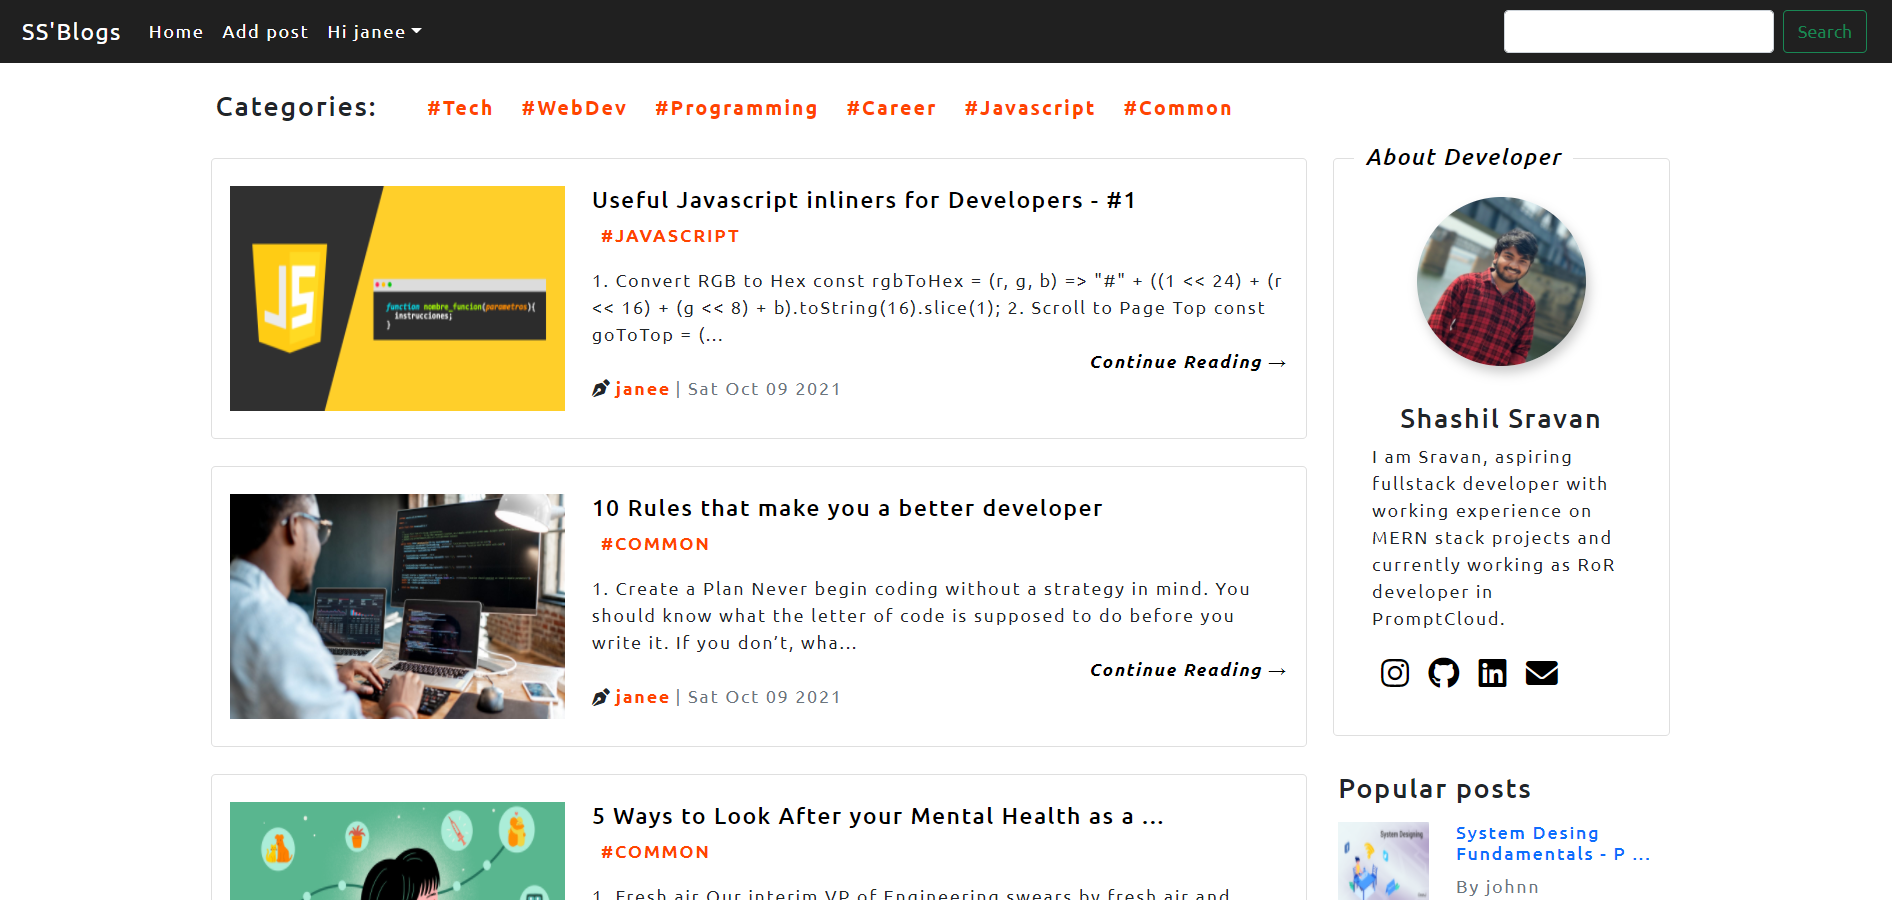 SS'Blogs Home Add post Hi janee Search
Categories: #Tech #WebDev #Programming #Career #Javascript #Common
JS
function nombre_funcion(parametros){
instrucciones;
}
Useful Javascript inliners for Developers - #1
#JAVASCRIPT
1. Convert RGB to Hex const rgbToHex = (r, g, b) => "#" + ((1 << 24) + (r
<< 16) + (g << 8) + b).toString(16).slice(1); 2. Scroll to Page Top const
goToTop = (...
Continue Reading →
janee | Sat Oct 09 2021
10 Rules that make you a better developer
#COMMON
1. Create a Plan Never begin coding without a strategy in mind. You
should know what the letter of code is supposed to do before you
write it. If you don’t, wha...
Continue Reading →
janee | Sat Oct 09 2021
5 Ways to Look After your Mental Health as a ...
#COMMON
1. Fresh air Our interim VP of Engineering swears by fresh air and
About Developer
Shashil Sravan
I am Sravan, aspiring
fullstack developer with
working experience on
MERN stack projects and
currently working as RoR
developer in
PromptCloud.
Popular posts
System Designing
System Desing
Fundamentals - P ...
By johnn